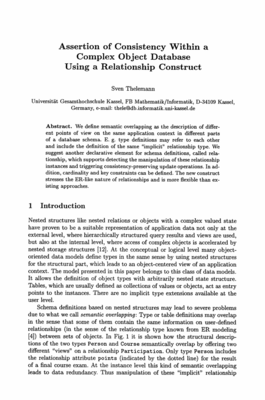 Assertion of Consistency Within a
Complex Object Database
Using a Relationship Construct
Sven Thelemann
Universität Gesamthochschule Kassel, FB Mathematik/Informatik, D-34109 Kassel,
Germany, e-mail: thele@db.informatik.uni-kassel.de
Abstract. We define semantic overlapping as the description of differ-
ent points of view on the same application context in different parts
of a database schema. E. g. type definitions may refer to each other
and include the definition of the same "implicit" relationship type. We
suggest another declarative element for schema definitions, called rela-
tionship, which supports detecting the manipulation of these relationship
instances and triggering consistency-preserving update operations. In ad-
dition, cardinality and key constraints can be defined. The new construct
stresses the ER-like nature of relationships and is more flexible than ex-
isting approaches.
1 Introduction
Nested structures like nested relations or objects with a complex valued state
have proven to be a suitable representation of application data not only at the
external level, where hierarchically structured query results and views are used,
but also at the internal level, where access of complex objects is accelerated by
nested storage structures [12]. At the conceptual or logical level many object-
oriented data models define types in the same sense by using nested structures
for the structural part, which leads to an object-centered view of an application
context. The model presented in this paper belongs to this class of data models.
It allows the definition of object types with arbitrarily nested state structure.
Tables, which are usually defined as collections of values or objects, act as entry
points to the instances. There are no implicit type extensions available at the
user level.
Schema definitions based on nested structures may lead to severe problems
due to what we call semantic overlapping: Type or table definitions may overlap
in the sense that some of them contain the same information on user-defined
relationships (in the sense of the relationship type known from ER modeling
[4]) between sets of objects. In Fig. 1 it is shown how the structural descrip-
tions of the two types Person and Course semantically overlap by offering two
different "views" on a relationship Participation. Only type Person includes
the relationship attribute points (indicated by the dotted line) for the result
of a final course exam. At the instance level this kind of semantic overlapping
leads to data redundancy. Thus manipulation of these "implicit" relationship